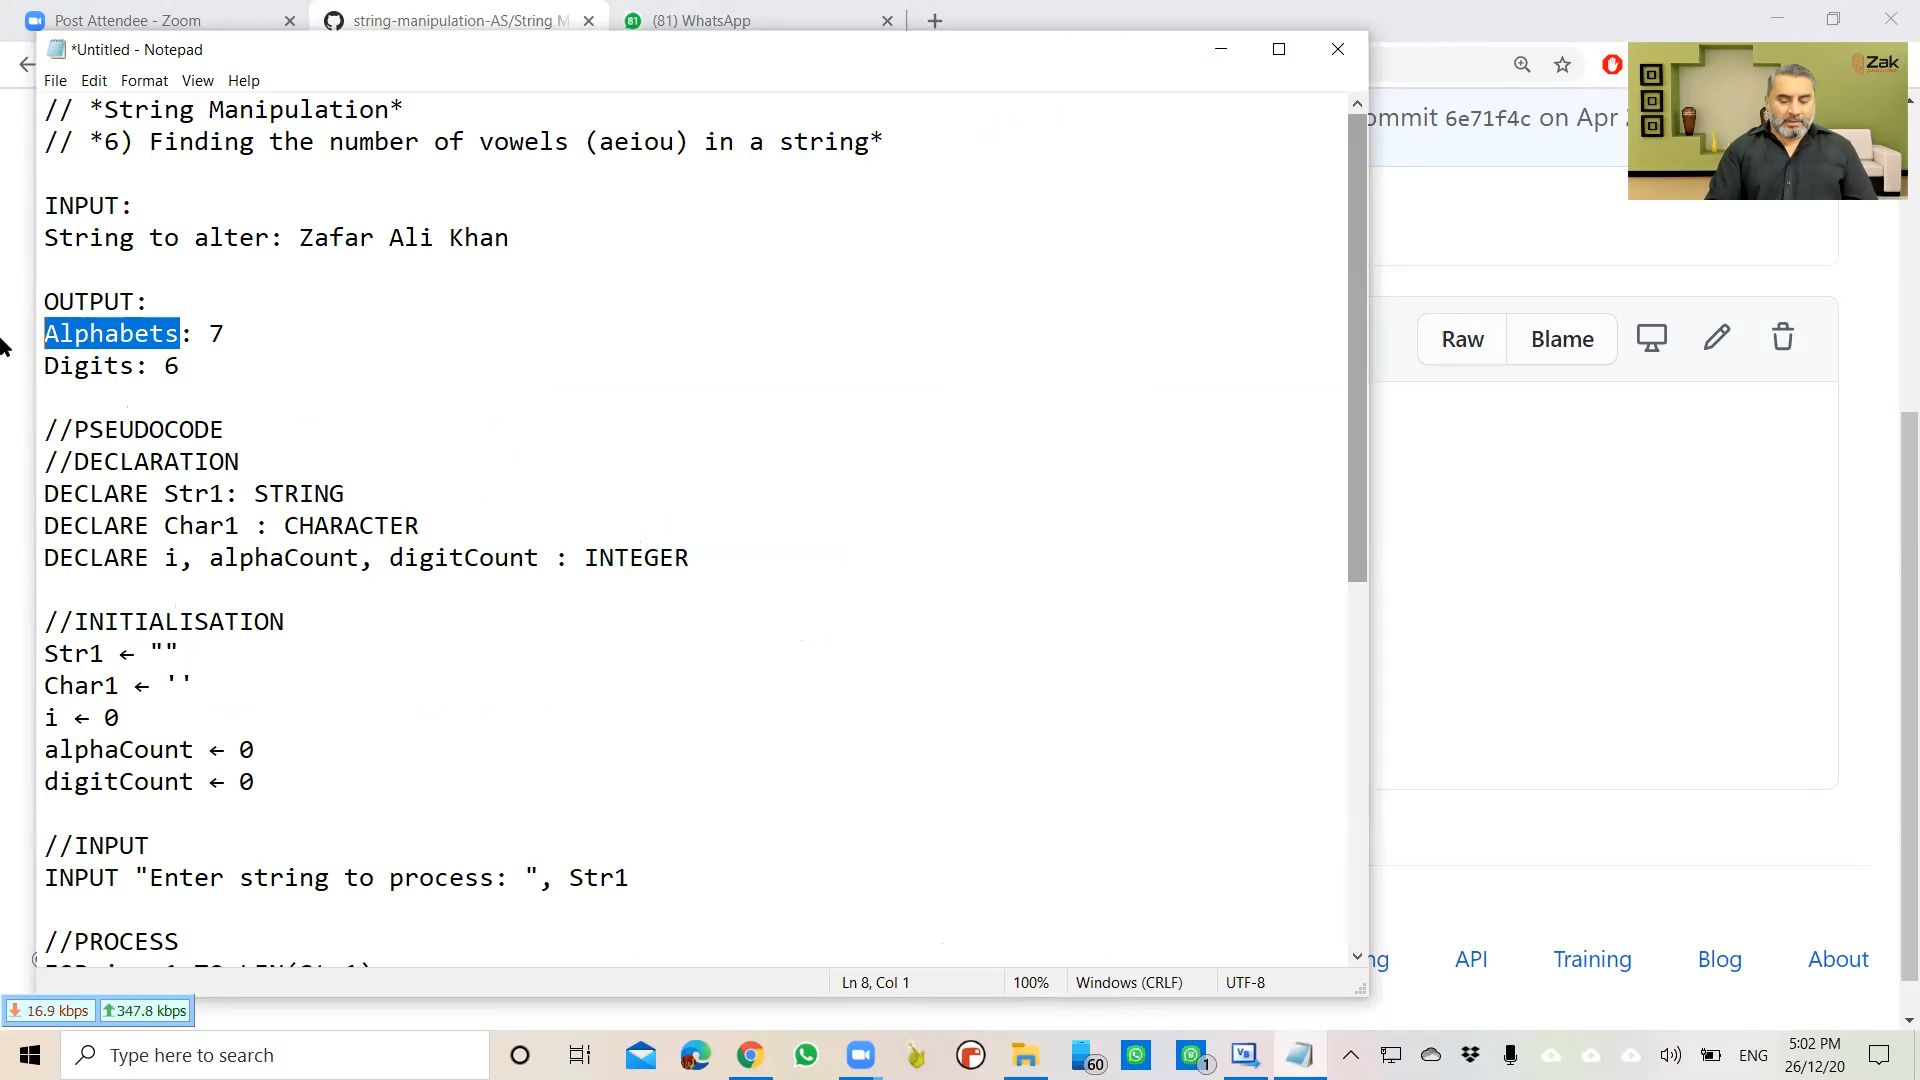 Post Attendee - Zoom
string-manipulation-AS/String M
(81) WhatsApp
*Untitled - Notepad
File Edit Format View Help
// *String Manipulation*
// *6) Finding the number of vowels (aeiou) in a string*
INPUT:
String to alter: Zafar Ali Khan
OUTPUT:
Alphabets: 7
Digits: 6
//PSEUDOCODE
//DECLARATION
DECLARE Str1: STRING
DECLARE Char1 : CHARACTER
DECLARE i, alphaCount, digitCount : INTEGER
//INITIALISATION
Str1 ← ""
Char1 ← ''
i ← 0
alphaCount ← 0
digitCount ← 0
//INPUT
INPUT "Enter string to process: ", Str1
//PROCESS
Ln 8, Col 1 100% Windows (CRLF) UTF-8
ommit 6e71f4c on Apr
Zak
Raw Blame
ng API Training Blog About
16.9 kbps 347.8 kbps
Type here to search
60
1
ENG
5:02 PM
26/12/20